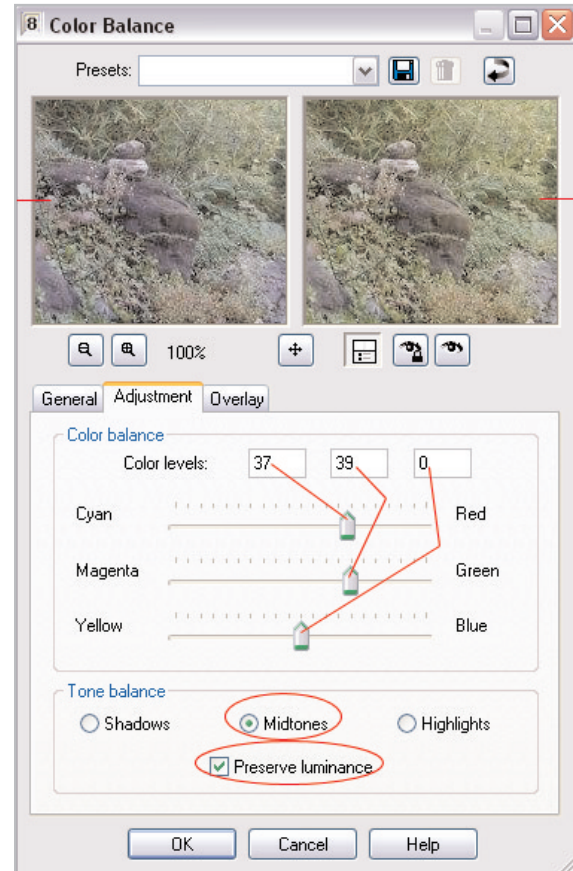 8 Color Balance
Presets:
100%
General Adjustment Overlay
Color balance
Color levels: 37 39 0
Cyan Red
Magenta Green
Yellow Blue
Tone balance
Shadows Midtones Highlights
Preserve luminance
OK Cancel Help